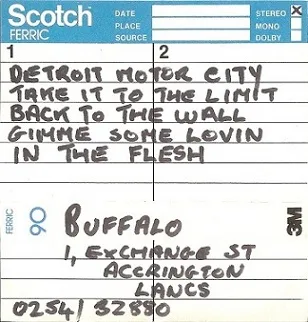 Scotch
FERRIC
DATE
PLACE
SOURCE
STEREO X
MONO
DOLBY
1 2
DETROIT MOTOR CITY
TAKE IT TO THE LIMIT
BACK TO THE WALL
GIMME SOME LOVIN
IN THE FLESH
FERRIC
90
3M
BUFFALO
1, EXCHANGE ST
ACCRINGTON
LANCS
0254/32880